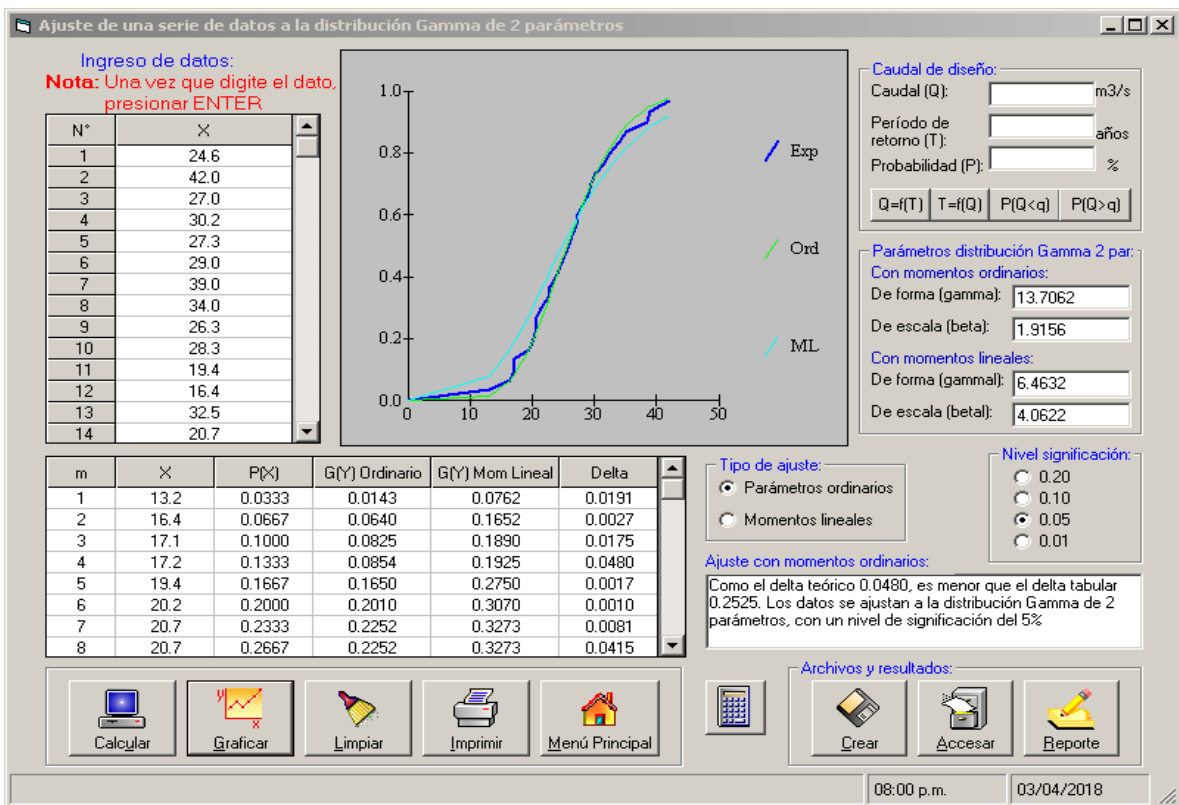 Ajuste de una serie de datos a la distribución Gamma de 2 parámetros
Ingreso de datos:
Nota: Una vez que digite el dato,
presionar ENTER
N° X
1 24.6
2 42.0
3 27.0
4 30.2
5 27.3
6 29.0
7 39.0
8 34.0
9 26.3
10 28.3
11 19.4
12 16.4
13 32.5
14 20.7
1.0
0.8
0.6
0.4
0.2
0.0
0 10 20 30 40 50
Exp
Ord
ML
Caudal de diseño:
Caudal (Q): m3/s
Período de
retorno (T): años
Probabilidad (P): %
Q=f(T) T=f(Q) P(Q<q) P(Q>q)
Parámetros distribución Gamma 2 par:
Con momentos ordinarios:
De forma (gamma): 13.7062
De escala (beta): 1.9156
Con momentos lineales:
De forma (gammal): 6.4632
De escala (betal): 4.0622
m X P(X) G(Y) Ordinario G(Y) Mom Lineal Delta
1 13.2 0.0333 0.0143 0.0762 0.0191
2 16.4 0.0667 0.0640 0.1652 0.0027
3 17.1 0.1000 0.0825 0.1890 0.0175
4 17.2 0.1333 0.0854 0.1925 0.0480
5 19.4 0.1667 0.1650 0.2750 0.0017
6 20.2 0.2000 0.2010 0.3070 0.0010
7 20.7 0.2333 0.2252 0.3273 0.0081
8 20.7 0.2667 0.2252 0.3273 0.0415
Tipo de ajuste:
Parámetros ordinarios
Momentos lineales
Nivel significación:
0.20
0.10
0.05
0.01
Ajuste con momentos ordinarios:
Como el delta teórico 0.0480, es menor que el delta tabular
0.2525. Los datos se ajustan a la distribución Gamma de 2
parámetros, con un nivel de significación del 5%
Calcular Graficar Limpiar Imprimir Menú Principal
Archivos y resultados:
Crear Accesar Reporte
08:00 p.m. 03/04/2018